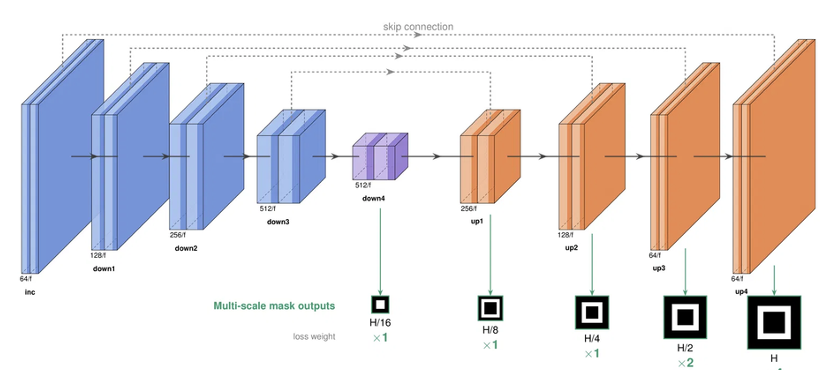 skip connection
512/f
down4
512/f
down3
256/f
up1
256/f
down2
128/f
up2
128/f
down1
64/f
up3
64/f
inc
64/f
up4
Multi-scale mask outputs
H/16
×1
H/8
×1
H/4
×1
H/2
×2
H
loss weight